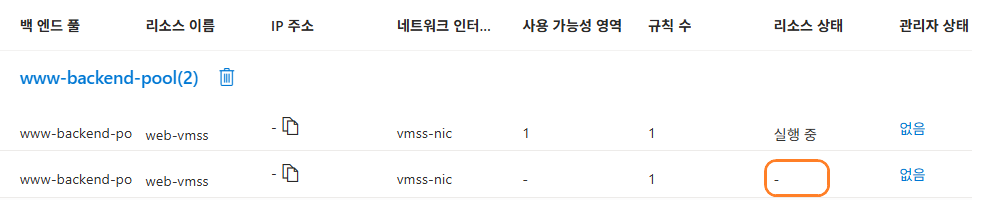 백 엔드 풀 리소스 이름 IP 주소 네트워크 인터... 사용 가능성 영역 규칙 수 리소스 상태 관리자 상태
www-backend-pool(2)
www-backend-po web-vmss - vmss-nic 1 1 실행 중 없음
www-backend-po web-vmss - vmss-nic - 1 - 없음